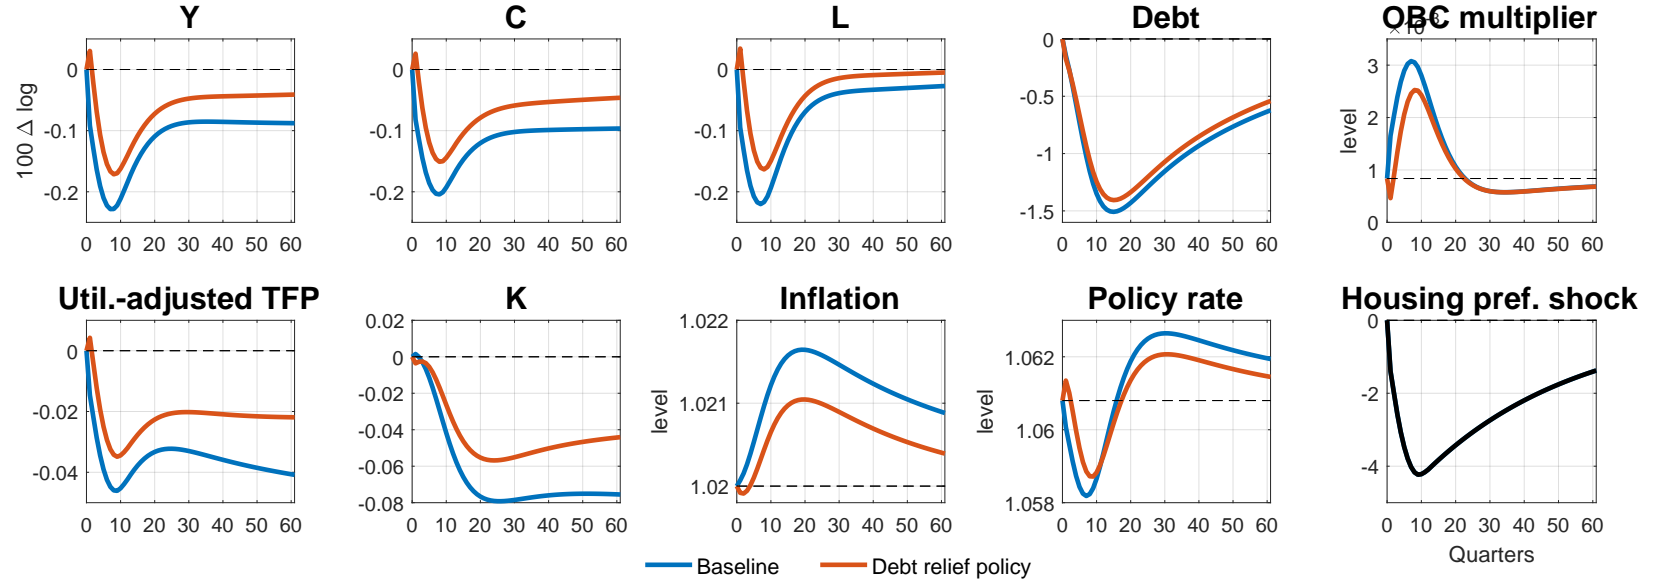 Y
C
L
Debt
OBC multiplier
100 Δ log
0
-0.1
-0.2
0 10 20 30 40 50 60
0
-0.1
-0.2
0 10 20 30 40 50 60
0
-0.1
-0.2
0 10 20 30 40 50 60
0
-0.5
-1
-1.5
0 10 20 30 40 50 60
×10⁻³
level
3
2
1
0
0 10 20 30 40 50 60
Util.-adjusted TFP
K
Inflation
Policy rate
Housing pref. shock
0
-0.02
-0.04
0 10 20 30 40 50 60
0.02
0
-0.02
-0.04
-0.06
-0.08
0 10 20 30 40 50 60
level
1.022
1.021
1.02
0 10 20 30 40 50 60
level
1.062
1.06
1.058
0 10 20 30 40 50 60
0
-2
-4
0 10 20 30 40 50 60
Quarters
Baseline
Debt relief policy